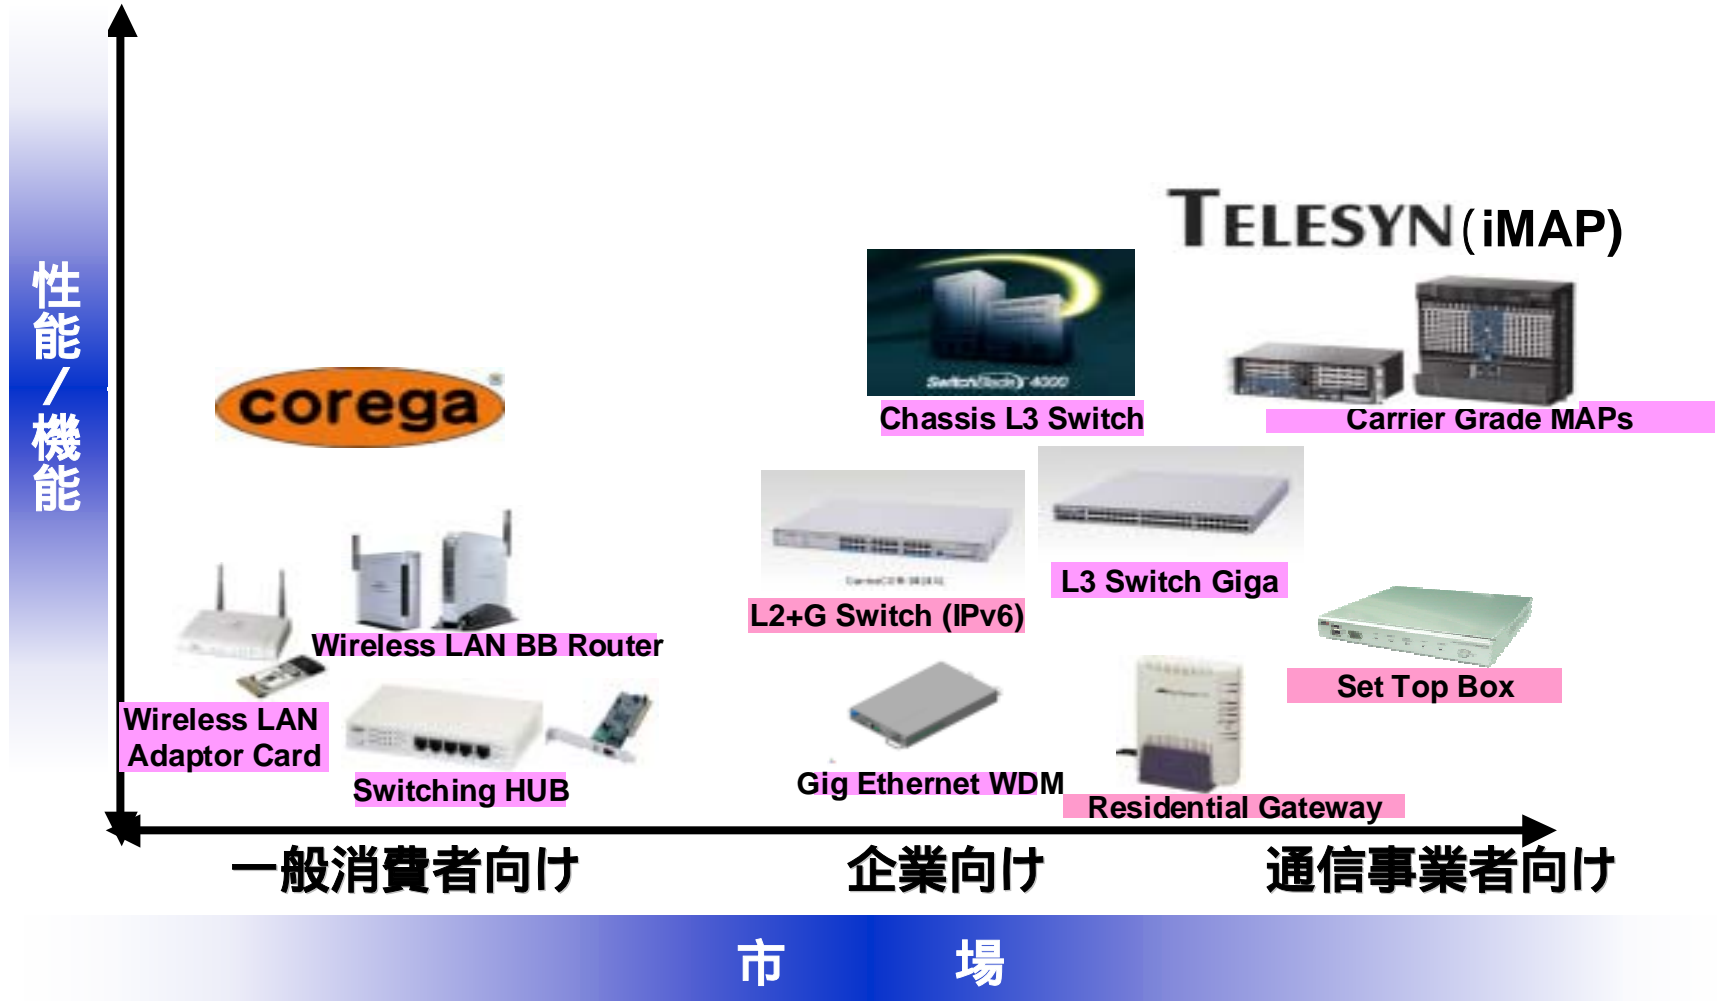 性能/機能
TELESYN(iMAP)
SwitchBlade 4000
Chassis L3 Switch
Carrier Grade MAPs
corega
L3 Switch Giga
L2+G Switch (IPv6)
Wireless LAN BB Router
Set Top Box
Wireless LAN
Adaptor Card
Switching HUB
Gig Ethernet WDM
Residential Gateway
一般消費者向け
企業向け
通信事業者向け
市場